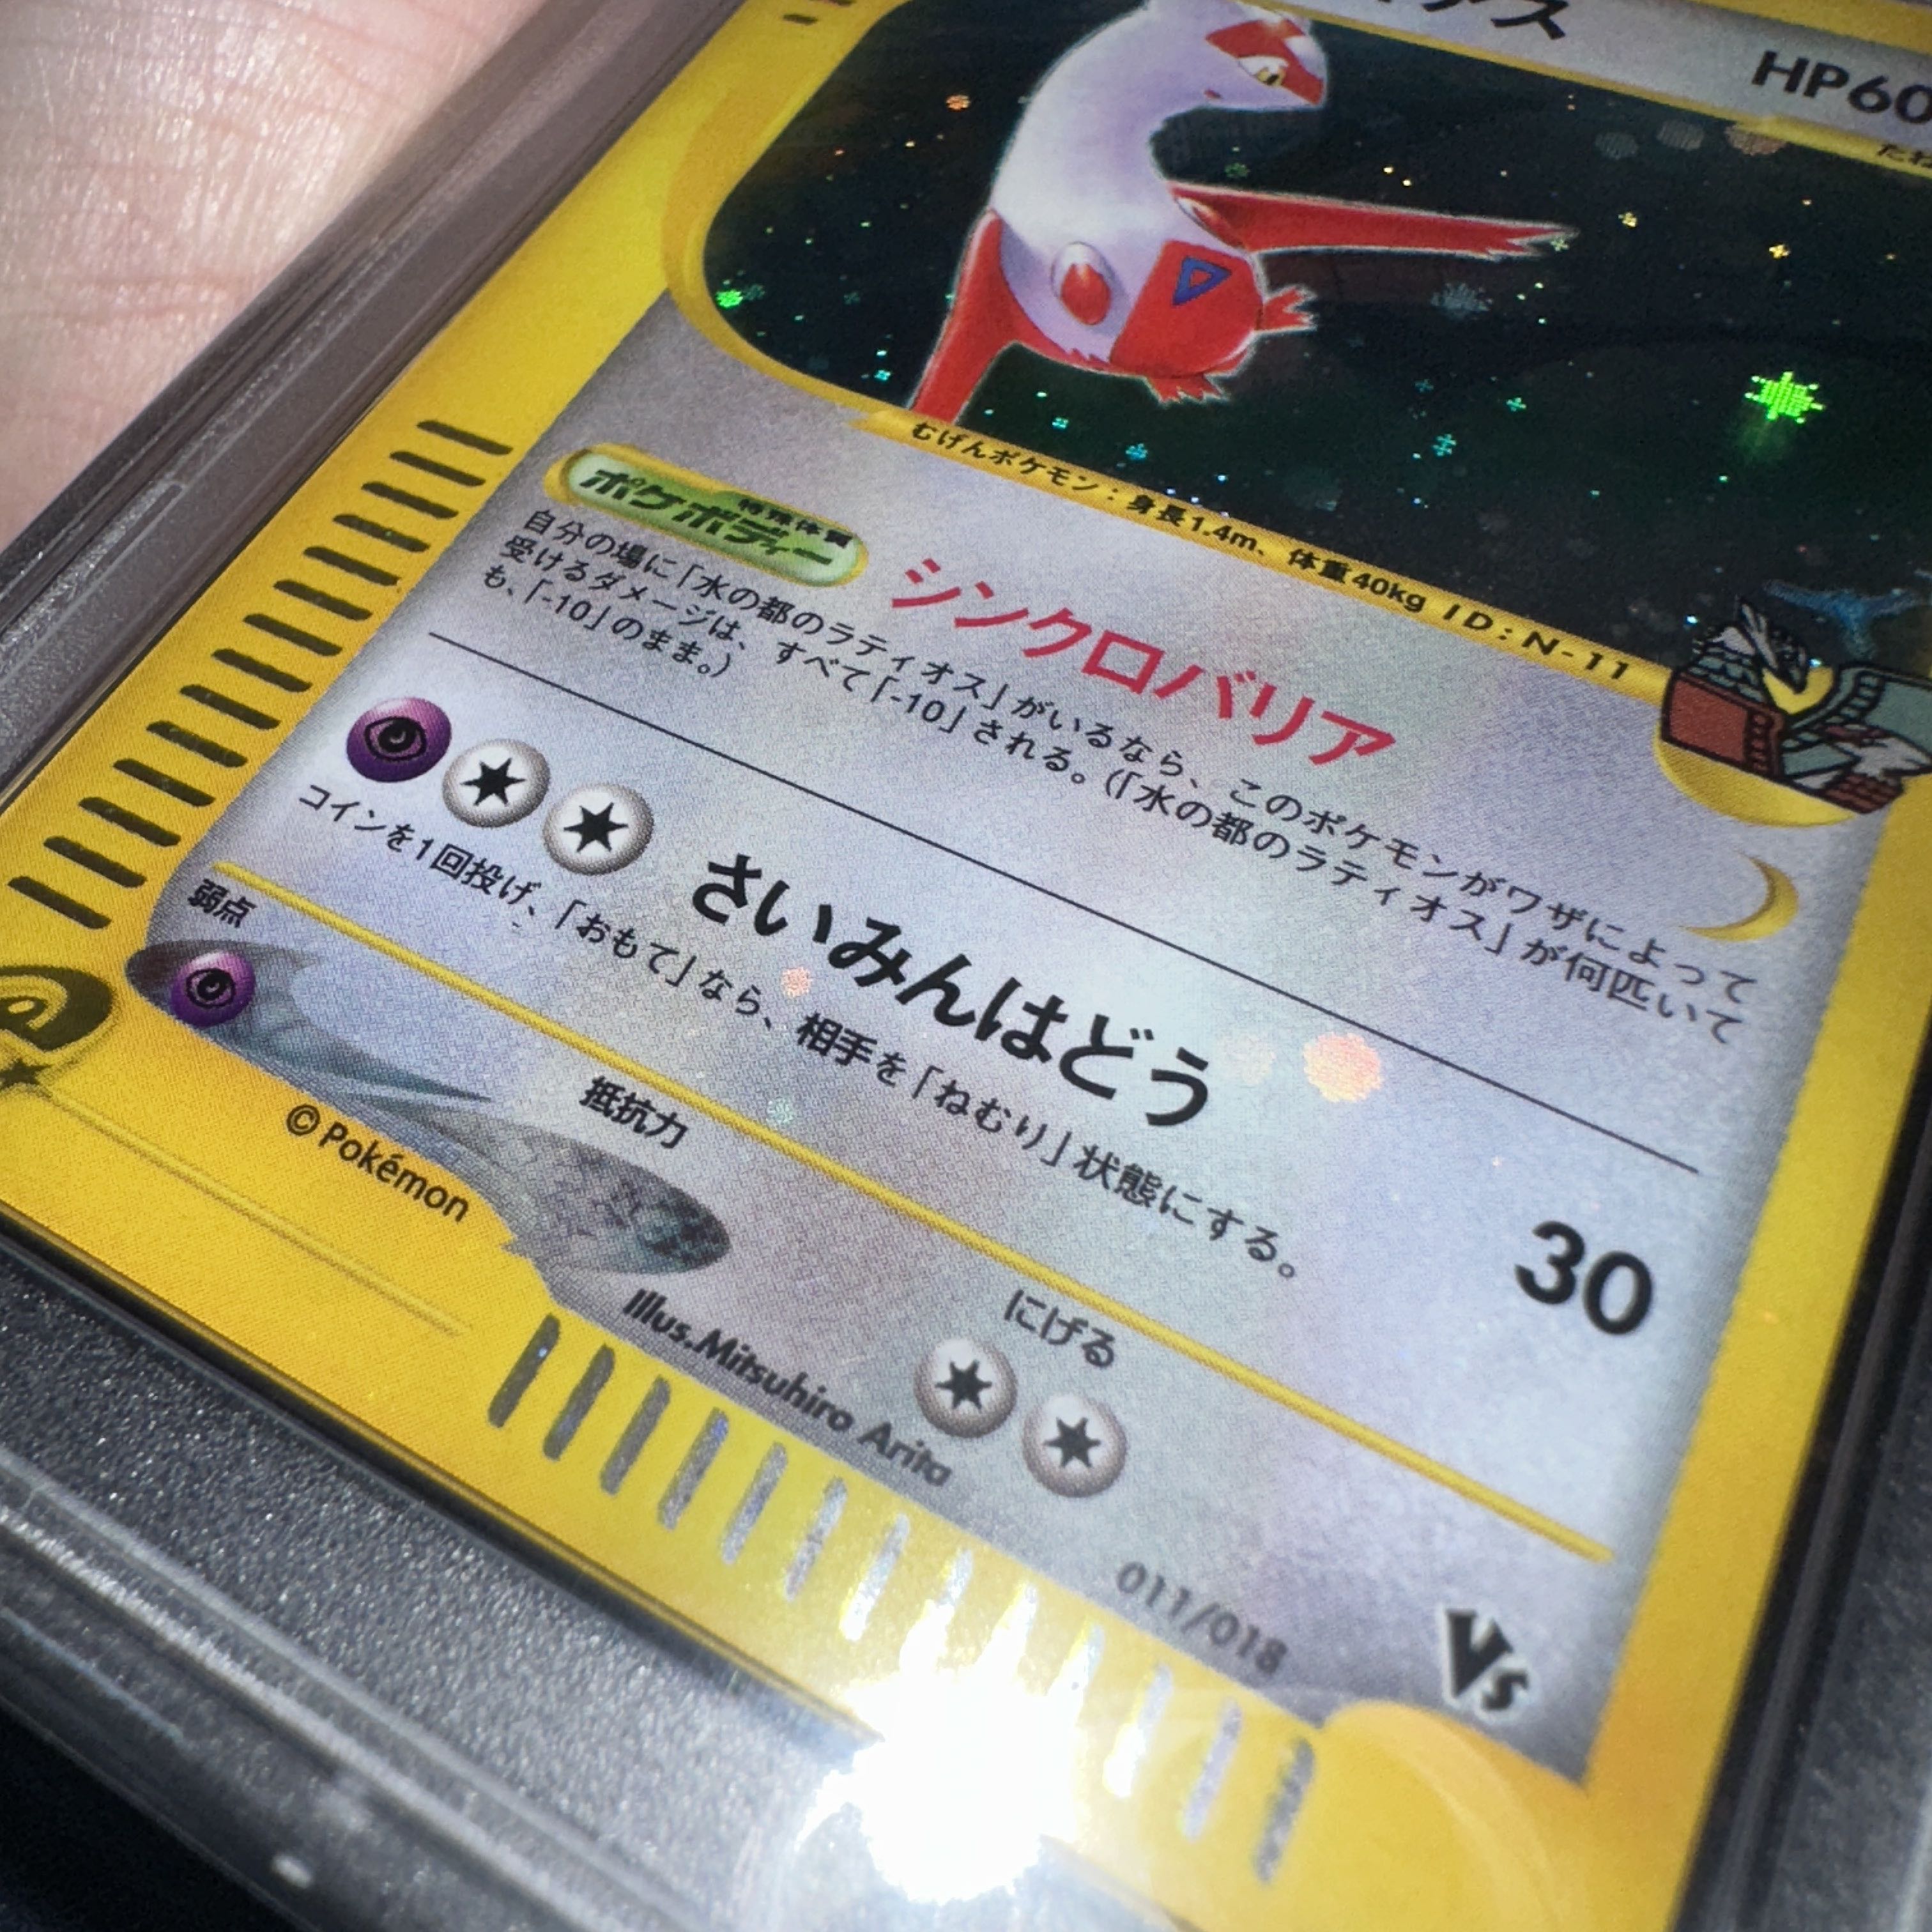 ス
HP60
むげんポケモン：身長1.4m、体重40kg ID：N-11
特殊体質
ポケボディー
シンクロバリア
自分の場に「水の都のラティオス」がいるなら、このポケモンがワザによって
受けるダメージは、すべて「-10」される。（「水の都のラティオス」が何匹いて
も、「-10」のまま。）
さいみんはどう
30
コインを1回投げ、「おもて」なら、相手を「ねむり」状態にする。
弱点
抵抗力
にげる
© Pokémon
Illus.Mitsuhiro Arita
011/018
VS